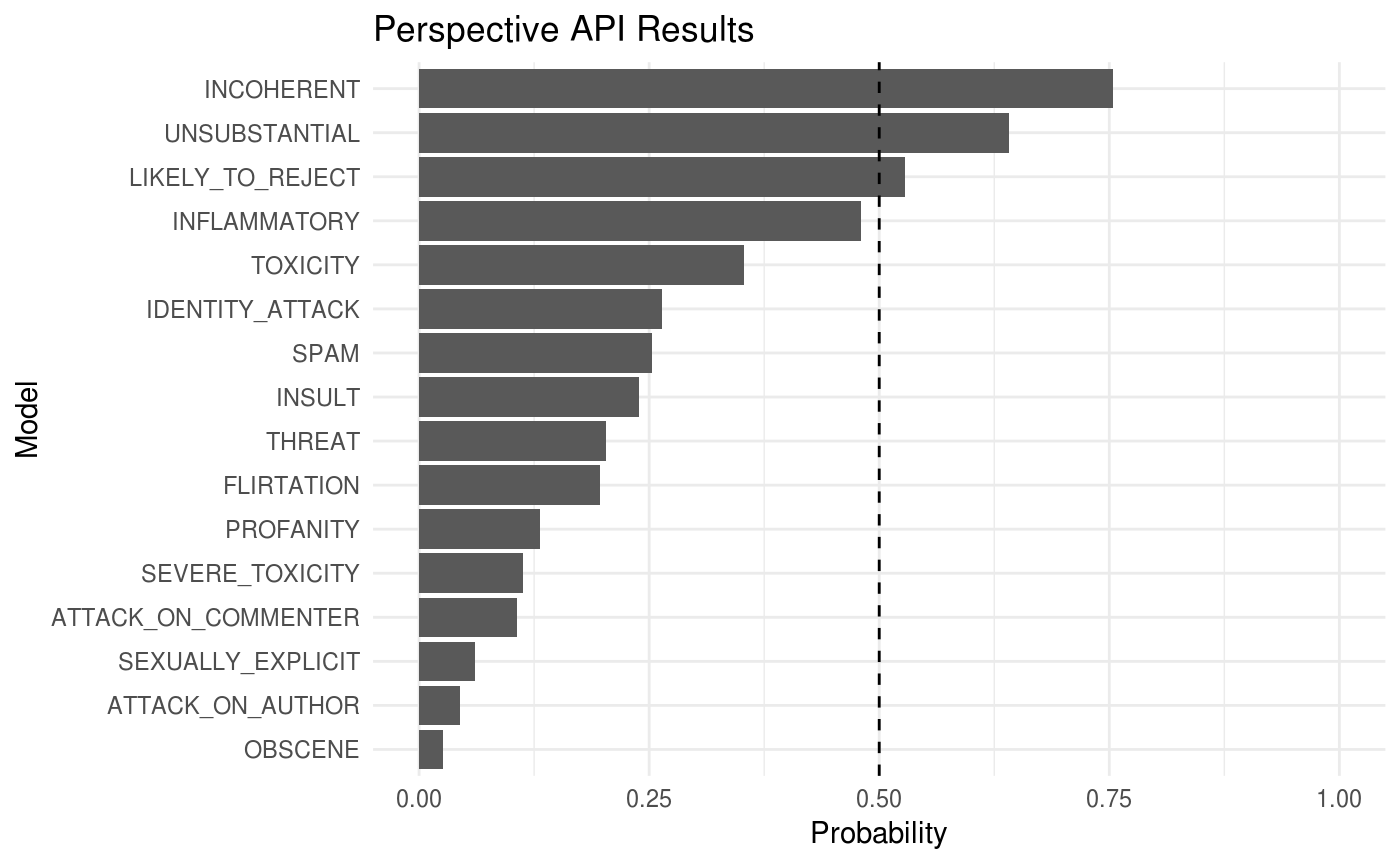 Perspective API Results
Model
INCOHERENT
UNSUBSTANTIAL
LIKELY_TO_REJECT
INFLAMMATORY
TOXICITY
IDENTITY_ATTACK
SPAM
INSULT
THREAT
FLIRTATION
PROFANITY
SEVERE_TOXICITY
ATTACK_ON_COMMENTER
SEXUALLY_EXPLICIT
ATTACK_ON_AUTHOR
OBSCENE
0.00 0.25 0.50 0.75 1.00
Probability